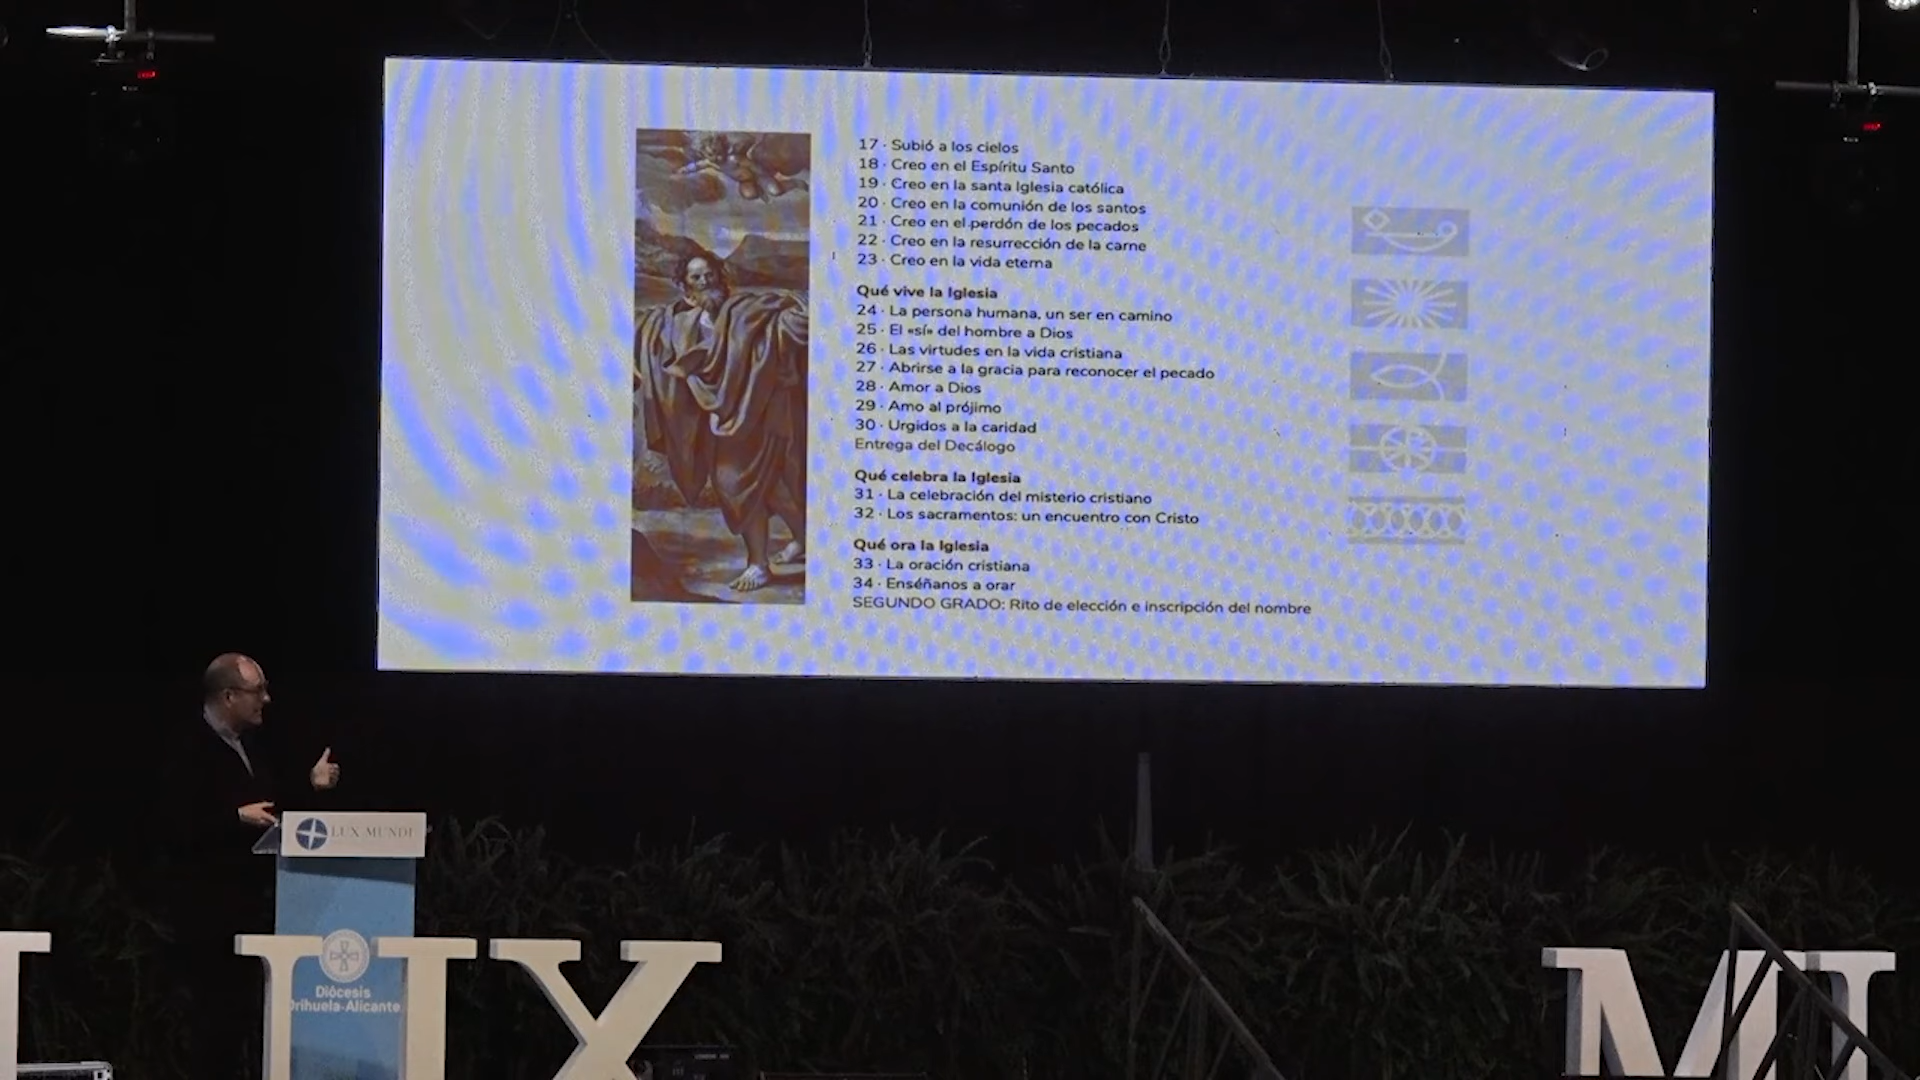 17 · Subió a los cielos
18 · Creo en el Espíritu Santo
19 · Creo en la santa Iglesia católica
20 · Creo en la comunión de los santos
21 · Creo en el perdón de los pecados
22 · Creo en la resurrección de la carne
23 · Creo en la vida eterna
Qué vive la Iglesia
24 · La persona humana, un ser en camino
25 · El «sí» del hombre a Dios
26 · Las virtudes en la vida cristiana
27 · Abrirse a la gracia para reconocer el pecado
28 · Amor a Dios
29 · Amo al prójimo
30 · Urgidos a la caridad
Entrega del Decálogo
Qué celebra la Iglesia
31 · La celebración del misterio cristiano
32 · Los sacramentos: un encuentro con Cristo
Qué ora la Iglesia
33 · La oración cristiana
34 · Enséñanos a orar
SEGUNDO GRADO: Rito de elección e inscripción del nombre
LUX MUNDI
Diócesis
Orihuela-Alicante
LUX MU